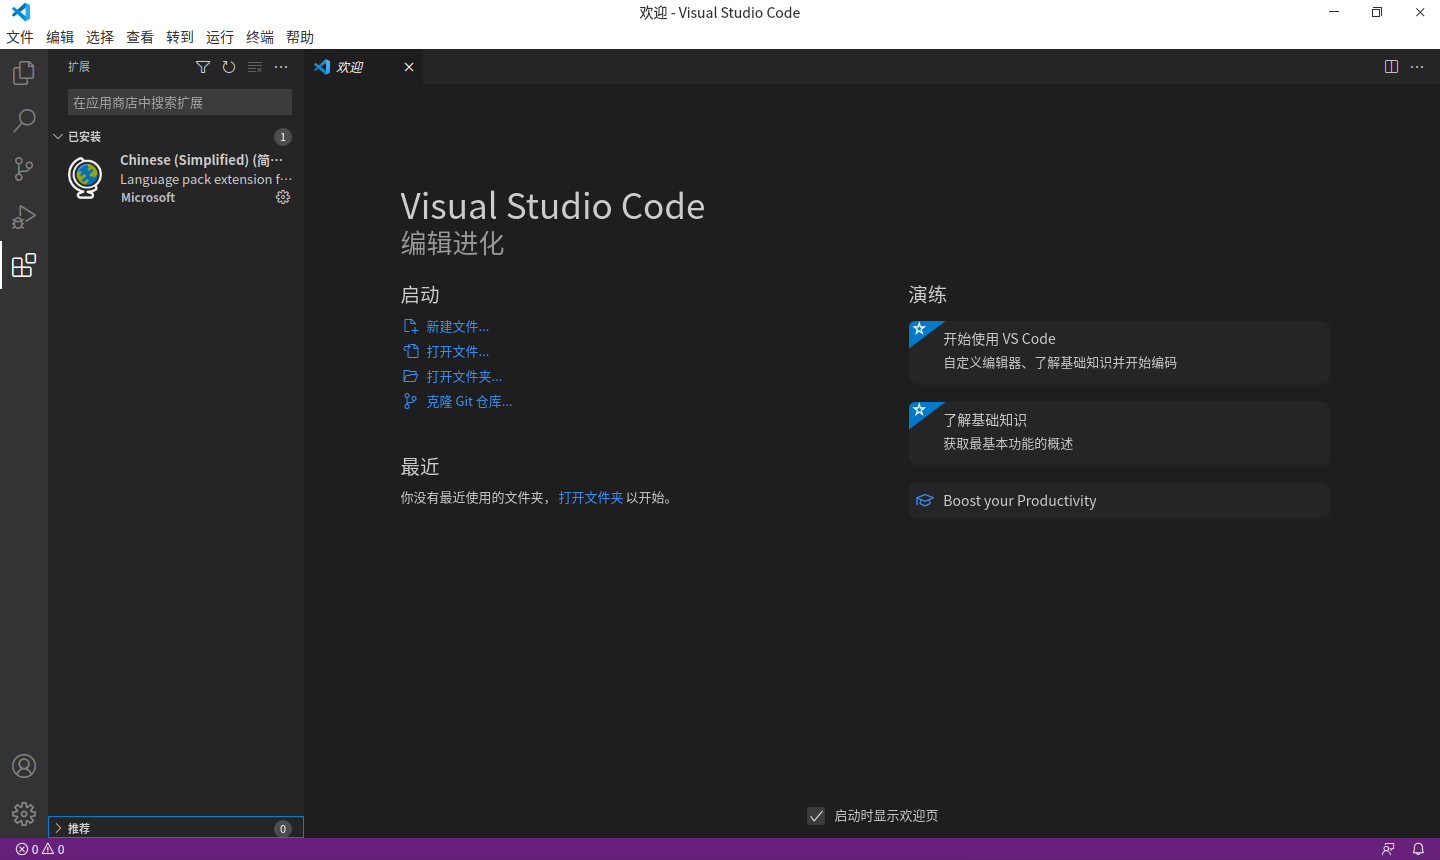 欢迎 - Visual Studio Code
文件 编辑 选择 查看 转到 运行 终端 帮助
扩展
在应用商店中搜索扩展
已安装 1
Chinese (Simplified) (简…
Language pack extension f…
Microsoft
推荐 0
欢迎
Visual Studio Code
编辑进化
启动
新建文件...
打开文件...
打开文件夹...
克隆 Git 仓库...
最近
你没有最近使用的文件夹，打开文件夹以开始。
演练
开始使用 VS Code
自定义编辑器、了解基础知识并开始编码
了解基础知识
获取最基本功能的概述
Boost your Productivity
启动时显示欢迎页
0 0